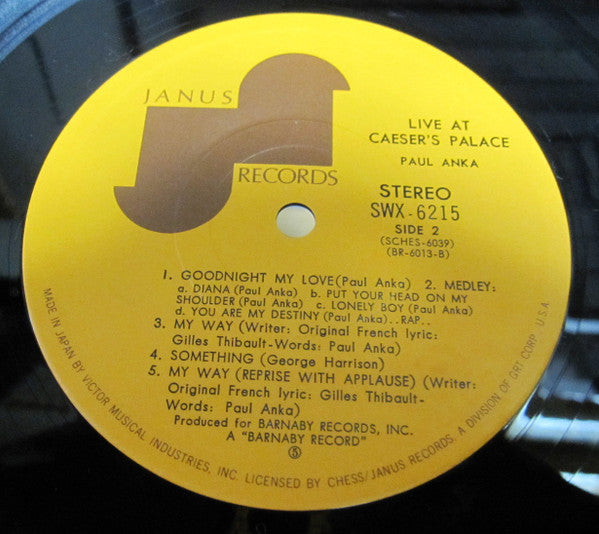 JANUS
RECORDS
LIVE AT
CAESER'S PALACE
PAUL ANKA
STEREO
SWX-6215
SIDE 2
(SCHES-6039)
(BR-6013-B)
1. GOODNIGHT MY LOVE(Paul Anka) 2. MEDLEY:
a. DIANA (Paul Anka) b. PUT YOUR HEAD ON MY
SHOULDER (Paul Anka) c. LONELY BOY (Paul Anka)
d. YOU ARE MY DESTINY (Paul Anka)..RAP..
3. MY WAY (Writer: Original French lyric:
Gilles Thibault-Words: Paul Anka)
4. SOMETHING (George Harrison)
5. MY WAY (REPRISE WITH APPLAUSE) (Writer:
Original French lyric: Gilles Thibault-
Words: Paul Anka)
Produced for BARNABY RECORDS, INC.
A "BARNABY RECORD"
⑤
MADE IN JAPAN BY VICTOR MUSICAL INDUSTRIES, INC. LICENSED BY CHESS/JANUS RECORDS. A DIVISION OF GRT CORP. U.S.A.